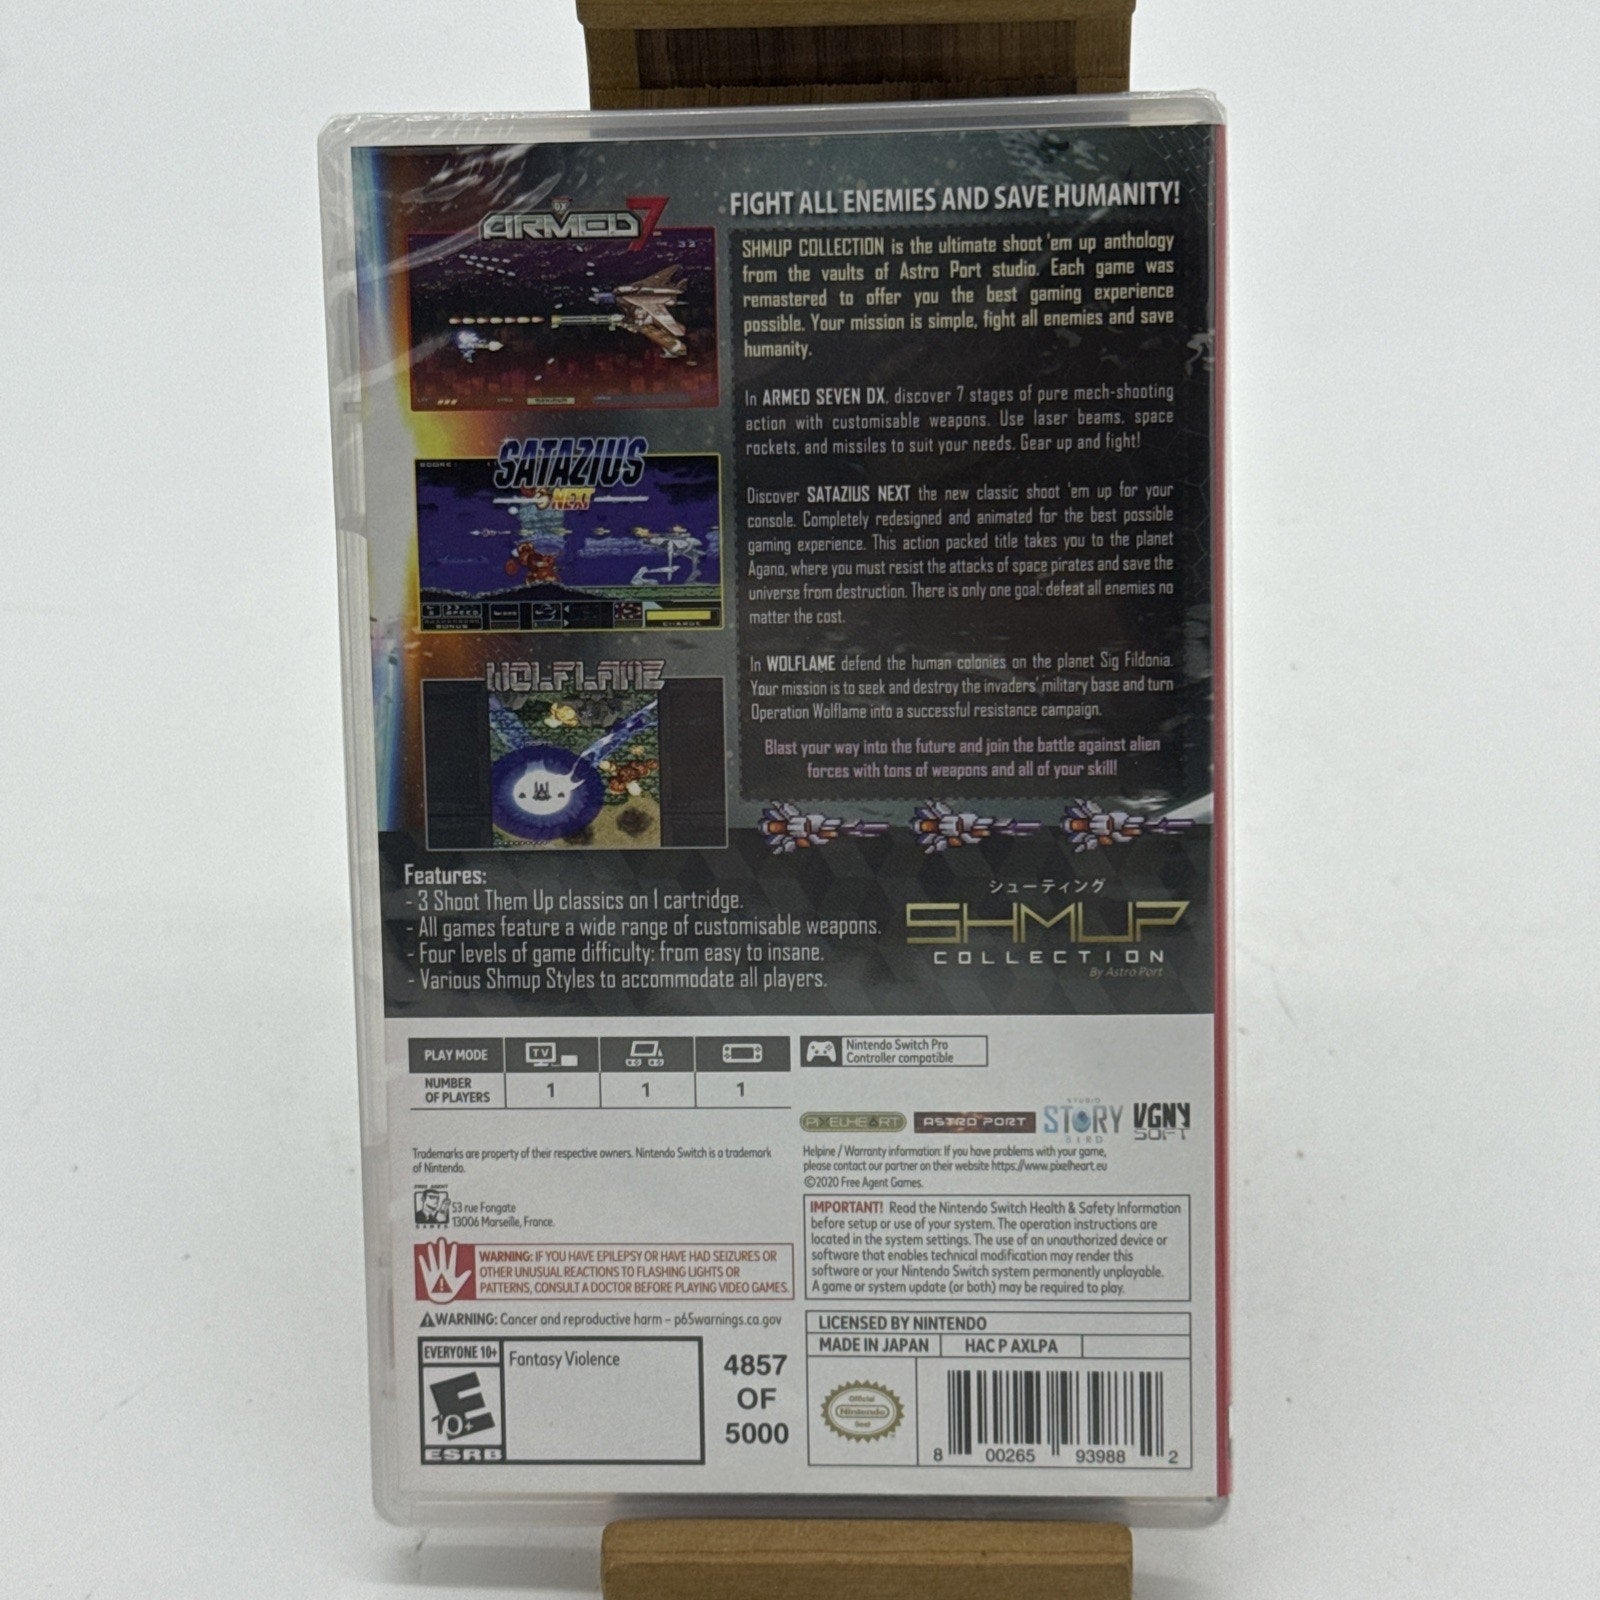 DX
ARMED 7
32
FIGHT ALL ENEMIES AND SAVE HUMANITY!
SHMUP COLLECTION is the ultimate shoot 'em up anthology
from the vaults of Astro Port studio. Each game was
remastered to offer you the best gaming experience
possible. Your mission is simple, fight all enemies and save
humanity.
In ARMED SEVEN DX, discover 7 stages of pure mech-shooting
action with customisable weapons. Use laser beams, space
rockets, and missiles to suit your needs. Gear up and fight!
SCORE
SATAZIUS
NEXT
SPEED
BONUS
CHARGE
Discover SATAZIUS NEXT the new classic shoot 'em up for your
console. Completely redesigned and animated for the best possible
gaming experience. This action packed title takes you to the planet
Agano, where you must resist the attacks of space pirates and save the
universe from destruction. There is only one goal: defeat all enemies no
matter the cost.
WOLFLAME
In WOLFLAME defend the human colonies on the planet Sig Fildonia.
Your mission is to seek and destroy the invaders' military base and turn
Operation Wolflame into a successful resistance campaign.
Blast your way into the future and join the battle against alien
forces with tons of weapons and all of your skill!
Features:
- 3 Shoot Them Up classics on 1 cartridge.
- All games feature a wide range of customisable weapons.
- Four levels of game difficulty: from easy to insane.
- Various Shmup Styles to accommodate all players.
シューティング
SHMUP
COLLECTION
By Astro Port
PLAY MODE
TV
NUMBER
OF PLAYERS
1
1
1
Nintendo Switch Pro
Controller compatible
PIXELHEART
ASTRO PORT
STUDIO
STORY
BIRD
VGNY
SOFT
Trademarks are property of their respective owners. Nintendo Switch is a trademark
of Nintendo.
Helpine / Warranty information: If you have problems with your game,
please contact our partner on their website https://www.pixelheart.eu
©2020 Free Agent Games.
FREE AGENT
GAMES
53 rue Fongate
13006 Marseille, France.
WARNING: IF YOU HAVE EPILEPSY OR HAVE HAD SEIZURES OR
OTHER UNUSUAL REACTIONS TO FLASHING LIGHTS OR
PATTERNS, CONSULT A DOCTOR BEFORE PLAYING VIDEO GAMES.
IMPORTANT! Read the Nintendo Switch Health & Safety Information
before setup or use of your system. The operation instructions are
located in the system settings. The use of an unauthorized device or
software that enables technical modification may render this
software or your Nintendo Switch system permanently unplayable.
A game or system update (or both) may be required to play.
WARNING: Cancer and reproductive harm – p65warnings.ca.gov
EVERYONE 10+
E
10+
ESRB
Fantasy Violence
4857
OF
5000
LICENSED BY NINTENDO
MADE IN JAPAN
HAC P AXLPA
Official
Nintendo
Seal
8 00265 93988 2